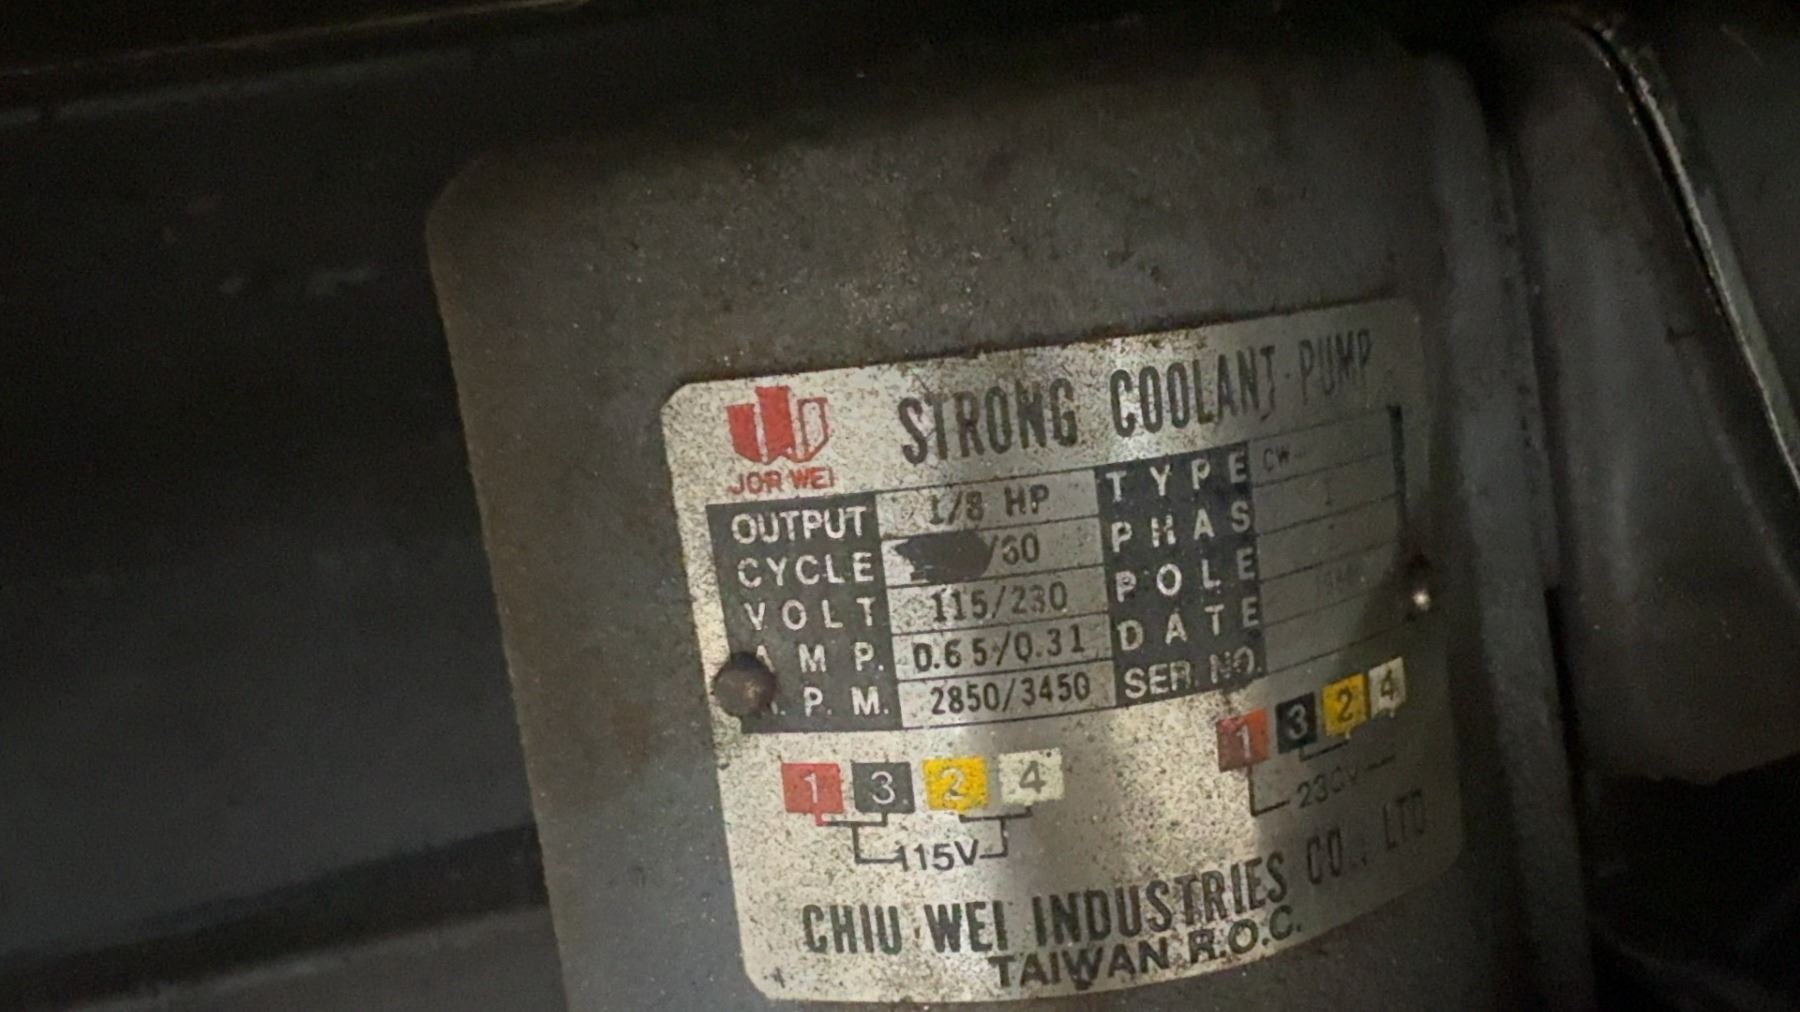 JOR WEI
STRONG COOLANT PUMP
OUTPUT 1/8 HP TYPE CW
CYCLE /60 PHAS 1
VOLT 115/230 POLE
AMP. 0.65/0.31 DATE
P. M. 2850/3450 SER. NO.
1 3 2 4
115V
1 3 2 4
230V
CHIU WEI INDUSTRIES CO., LTD.
TAIWAN R.O.C.